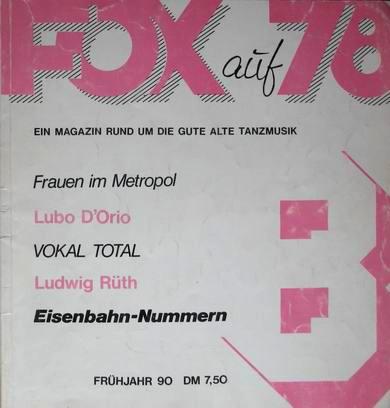 FOX auf 78
EIN MAGAZIN RUND UM DIE GUTE ALTE TANZMUSIK
Frauen im Metropol
Lubo D'Orio
VOKAL TOTAL
Ludwig Rüth
Eisenbahn-Nummern
8
FRÜHJAHR 90 DM 7,50